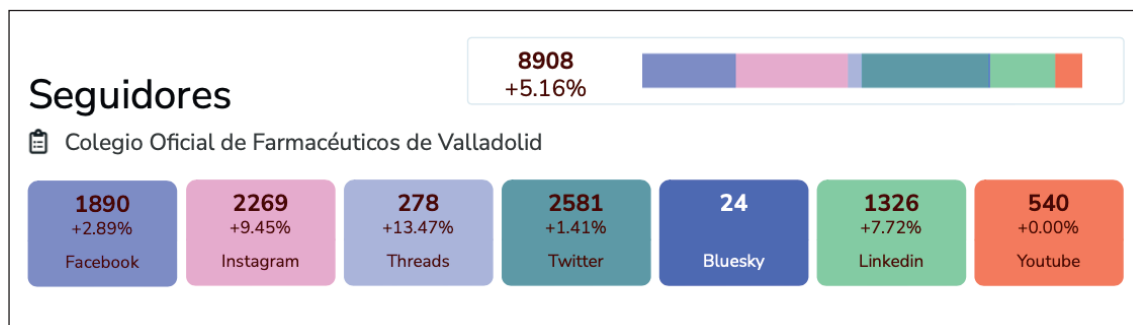 8908
+5.16%
Seguidores
Colegio Oficial de Farmacéuticos de Valladolid
1890
+2.89%
Facebook
2269
+9.45%
Instagram
278
+13.47%
Threads
2581
+1.41%
Twitter
24
Bluesky
1326
+7.72%
Linkedin
540
+0.00%
Youtube